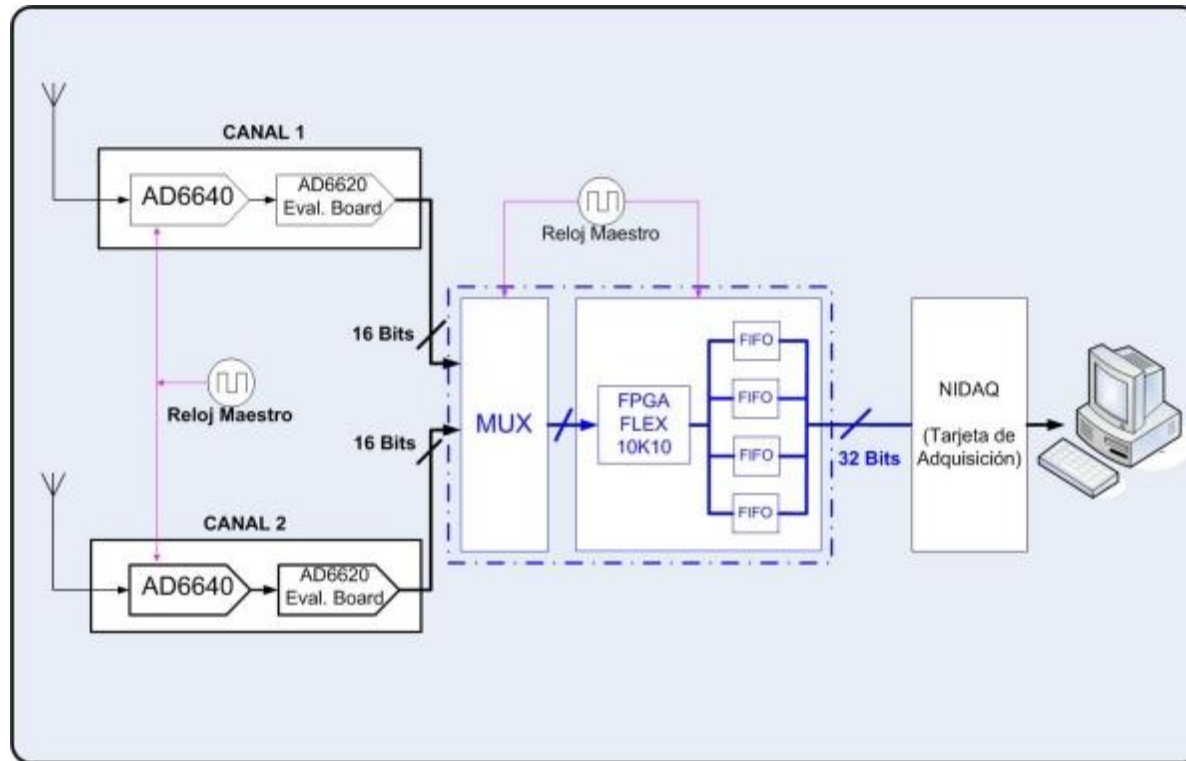 CANAL 1
AD6640
AD6620
Eval. Board
Reloj Maestro
16 Bits
Reloj Maestro
16 Bits
MUX
FPGA
FLEX
10K10
FIFO
FIFO
FIFO
FIFO
32 Bits
NIDAQ
(Tarjeta de
Adquisición)
CANAL 2
AD6640
AD6620
Eval. Board